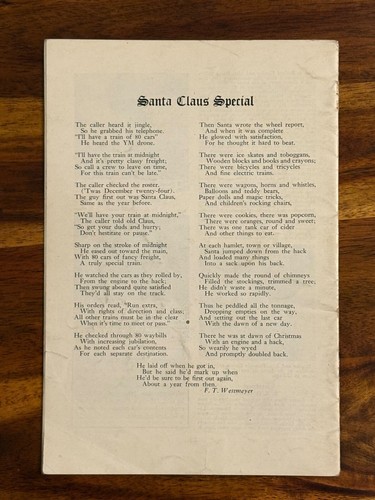 Santa Claus Special
The caller heard it jingle,
So he grabbed his telephone.
"I'll have a train of 80 cars"
He heard the YM drone.
"I'll have the train at midnight
And it's pretty classy freight;
So call a crew to leave on time,
For this train can't be late."
The caller checked the roster.
('Twas December twenty-four).
The guy first out was Santa Claus,
Same as the year before.
"We'll have your train at midnight,"
The caller told old Claus,
"So get your duds and hurry;
Don't hesitate or pause."
Sharp on the stroke of midnight
He eased out toward the main,
With 80 cars of fancy freight,
A truly special train.
He watched the cars as they rolled by,
From the engine to the hack;
Then swung aboard quite satisfied
They'd all stay on the track.
His orders read, "Run extra,
With rights of direction and class;
All other trains must be in the clear
When it's time to meet or pass."
He checked through 80 waybills
With increasing jubilation,
As he noted each car's contents
For each separate destination.
Then Santa wrote the wheel report,
And when it was complete
He glowed with satisfaction,
For he thought it hard to beat.
There were ice skates and toboggans,
Wooden blocks and books and crayons;
There were bicycles and tricycles
And fine electric trains.
There were wagons, horns and whistles,
Balloons and teddy bears,
Paper dolls and magic tricks,
And children's rocking chairs,
There were cookies, there was popcorn,
There were oranges, round and sweet;
There was one tank car of cider
And other things to eat.
At each hamlet, town or village,
Santa jumped down from the hack
And loaded many things
Into a sack upon his back.
Quickly made the round of chimneys
Filled the stockings, trimmed a tree;
He didn't waste a minute,
He worked so rapidly.
Thus he peddled all the tonnage,
Dropping empties on the way,
And setting out the last car
With the dawn of a new day.
There he was at dawn of Christmas
With an engine and a hack,
So wearily he wyed
And promptly doubled back.
He laid off when he got in,
But he said he'd mark up when
He'd be sure to be first out again,
About a year from then.
F. T. Westmeyer